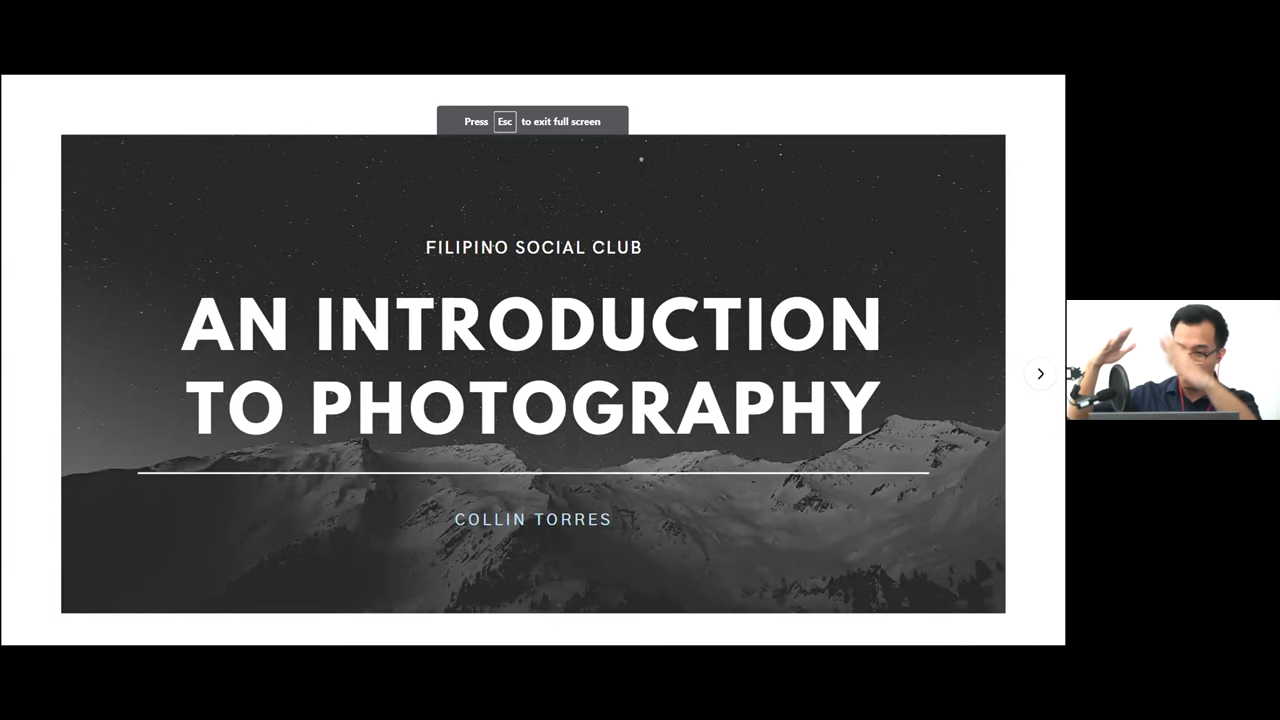 Press Esc to exit full screen
FILIPINO SOCIAL CLUB
AN INTRODUCTION
TO PHOTOGRAPHY
COLLIN TORRES